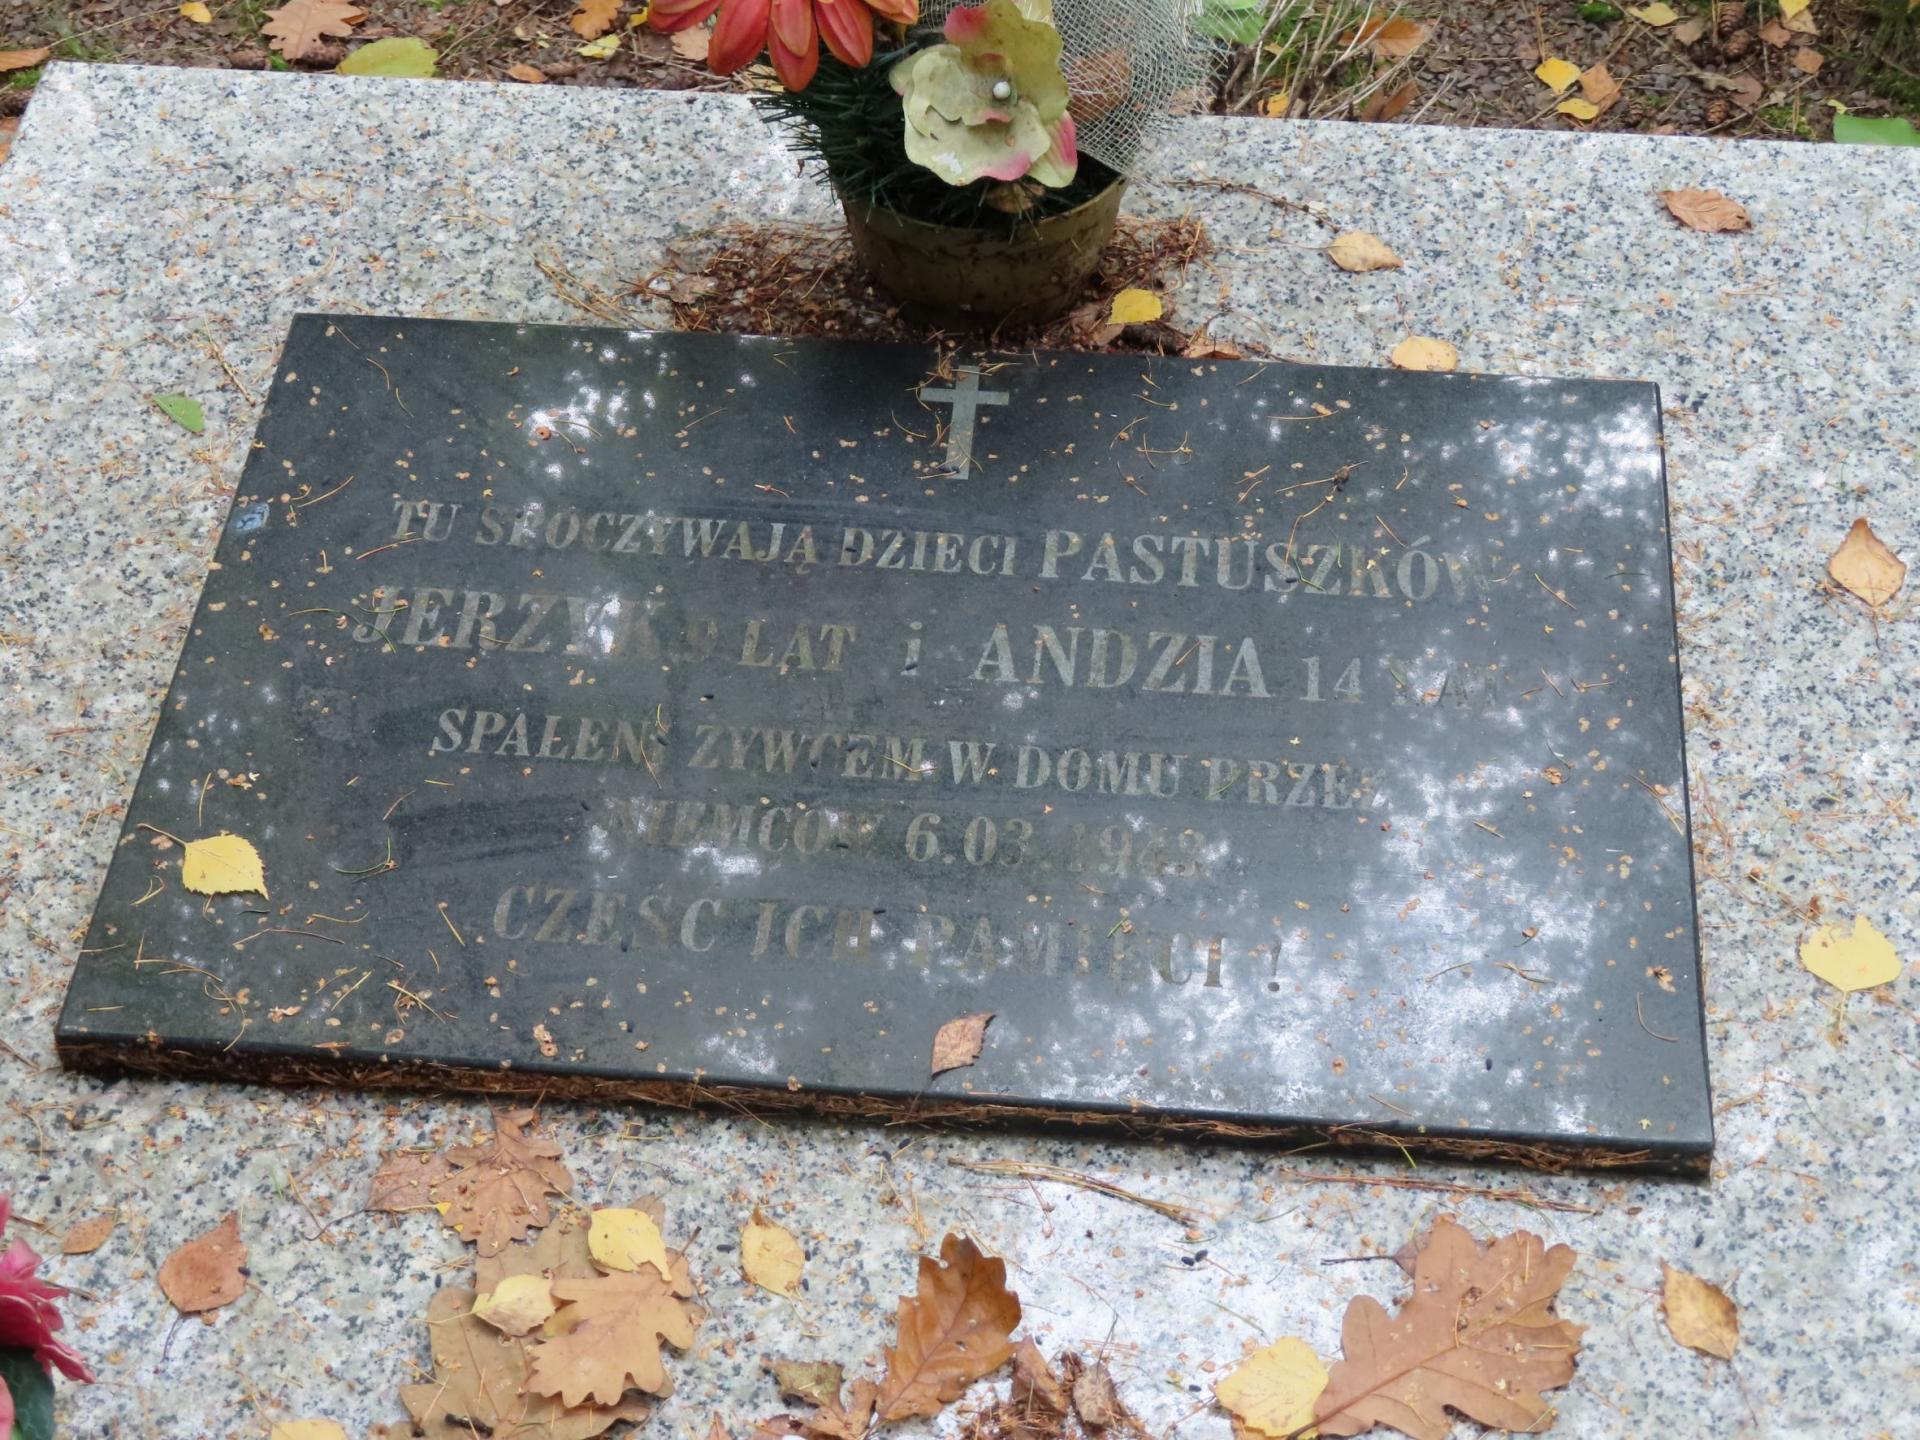 TU SPOCZYWAJĄ DZIECI PASTUSZKÓW
JERZYK 9 LAT i ANDZIA 14 LAT
SPALENI ŻYWCEM W DOMU PRZEZ
NIEMCÓW 6.03.1943
CZEŚĆ ICH PAMIĘCI !